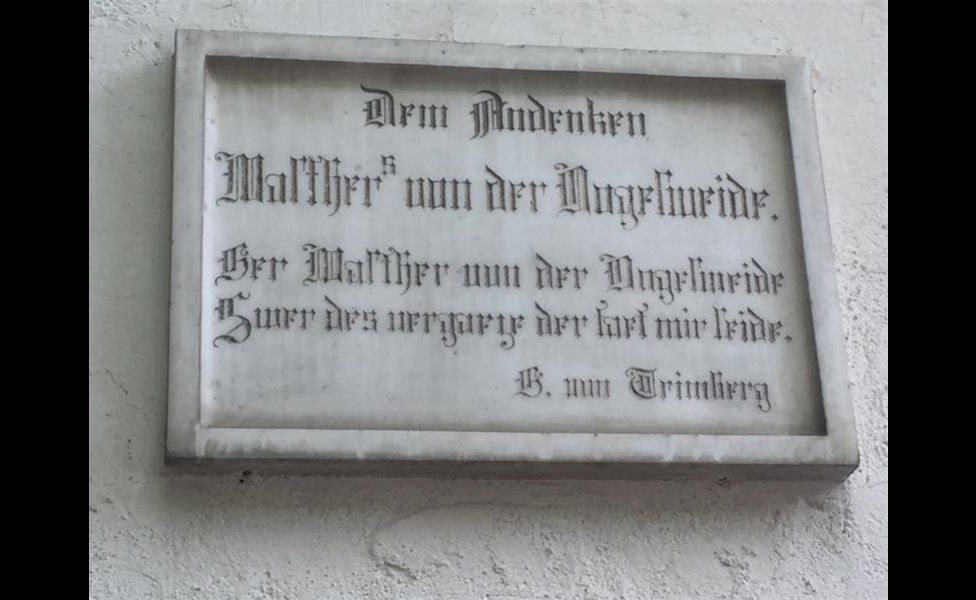 Dem Andenken
Walthers von der Vogelweide.
Her Walther von der Vogelweide
Swer des vergaeze der taet mir leide.
H. von Trimberg